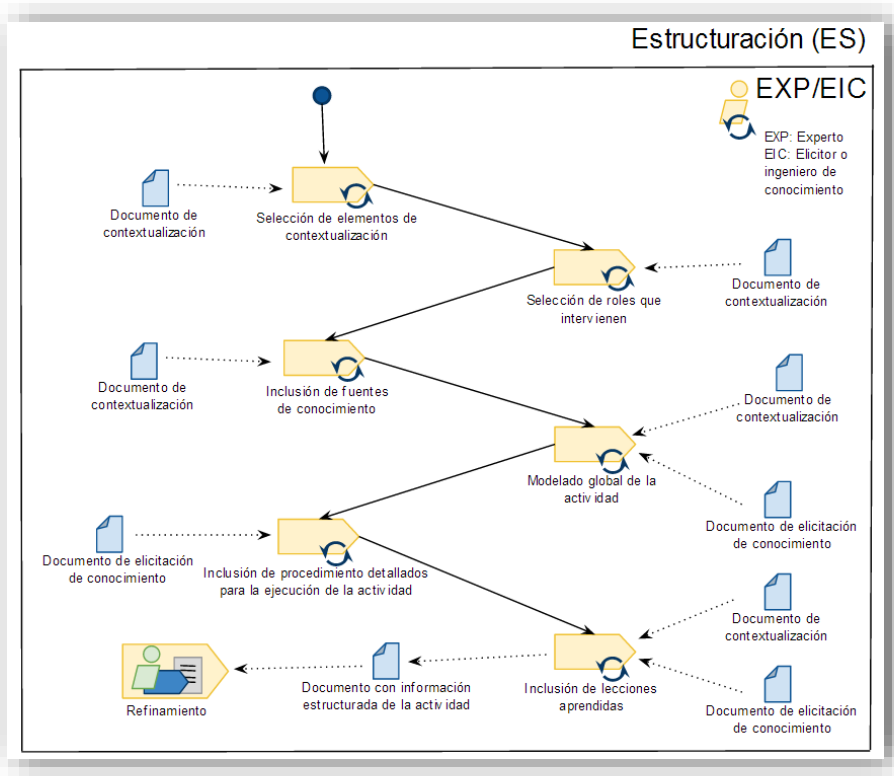 Estructuración (ES)
EXP/EIC
EXP: Experto
EIC: Elicitor o
ingeniero de
conocimiento
Documento de
contextualización
Selección de elementos de
contextualización
Selección de roles que
intervienen
Documento de
contextualización
Documento de
contextualización
Inclusión de fuentes
de conocimiento
Documento de
contextualización
Modelado global de la
actividad
Documento de elicitación
de conocimiento
Documento de elicitación
de conocimiento
Inclusión de procedimiento detallados
para la ejecución de la actividad
Documento de
contextualización
Refinamiento
Documento con información
estructurada de la actividad
Inclusión de lecciones
aprendidas
Documento de elicitación
de conocimiento